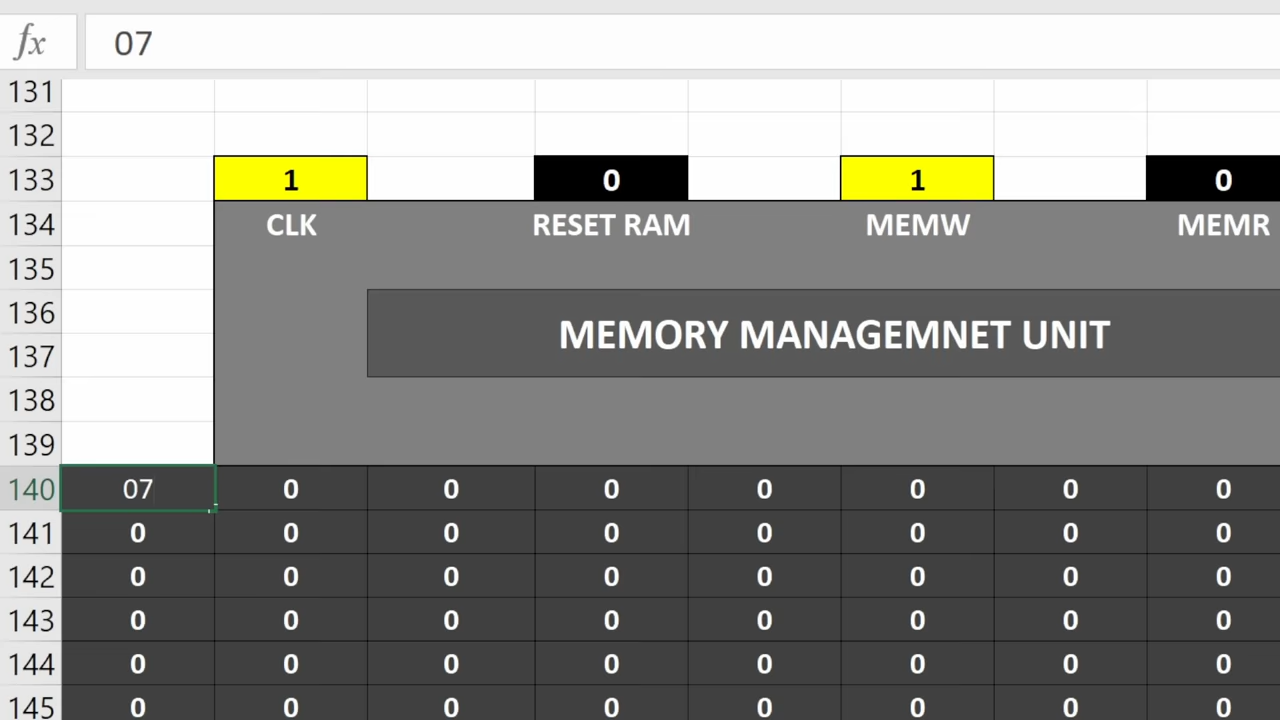 fx 07
131
132
133 1 0 1 0
134 CLK RESET RAM MEMW MEMR
135
136
MEMORY MANAGEMNET UNIT
137
138
139
140 07 0 0 0 0 0 0 0
141 0 0 0 0 0 0 0 0
142 0 0 0 0 0 0 0 0
143 0 0 0 0 0 0 0 0
144 0 0 0 0 0 0 0 0
145 0 0 0 0 0 0 0 0